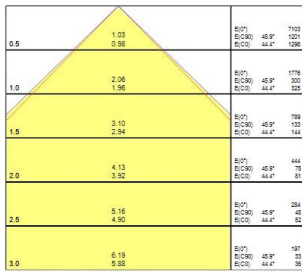 0.5 1.03 0.98 E(0°) 7103
E(C90) 45.9° 1201
E(C0) 44.4° 1296
1.0 2.06 1.96 E(0°) 1776
E(C90) 45.9° 300
E(C0) 44.4° 325
1.5 3.10 2.94 E(0°) 789
E(C90) 45.9° 133
E(C0) 44.4° 144
2.0 4.13 3.92 E(0°) 444
E(C90) 45.9° 75
E(C0) 44.4° 81
2.5 5.16 4.90 E(0°) 284
E(C90) 45.9° 48
E(C0) 44.4° 52
3.0 6.19 5.88 E(0°) 197
E(C90) 45.9° 33
E(C0) 44.4° 36